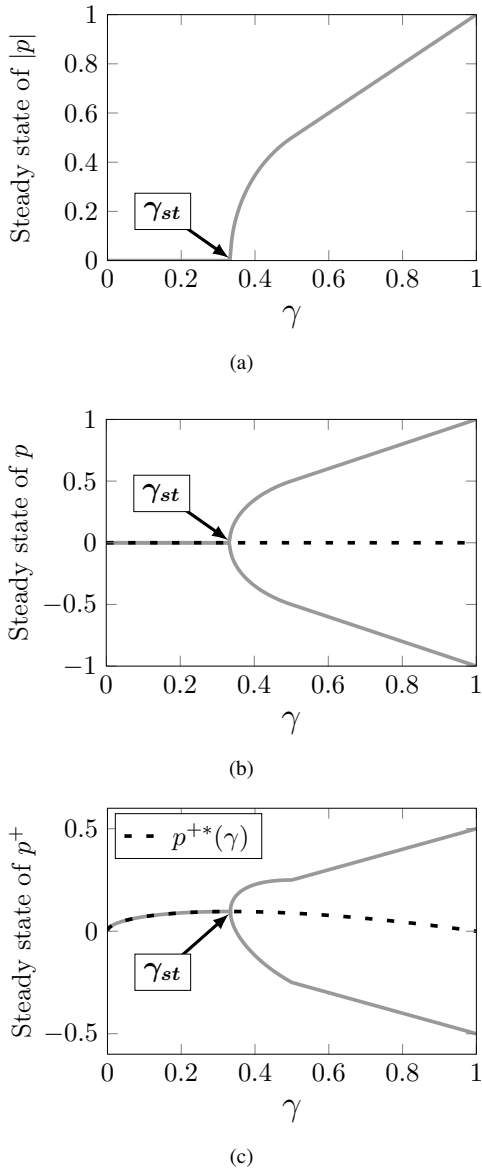 1
0.8
0.6
0.4
0.2
0
Steady state of |p|
γst
0 0.2 0.4 0.6 0.8 1
γ
(a)
1
0.5
0
−0.5
−1
Steady state of p
γst
0 0.2 0.4 0.6 0.8 1
γ
(b)
0.5
0
−0.5
Steady state of p⁺
p⁺*(γ)
γst
0 0.2 0.4 0.6 0.8 1
γ
(c)